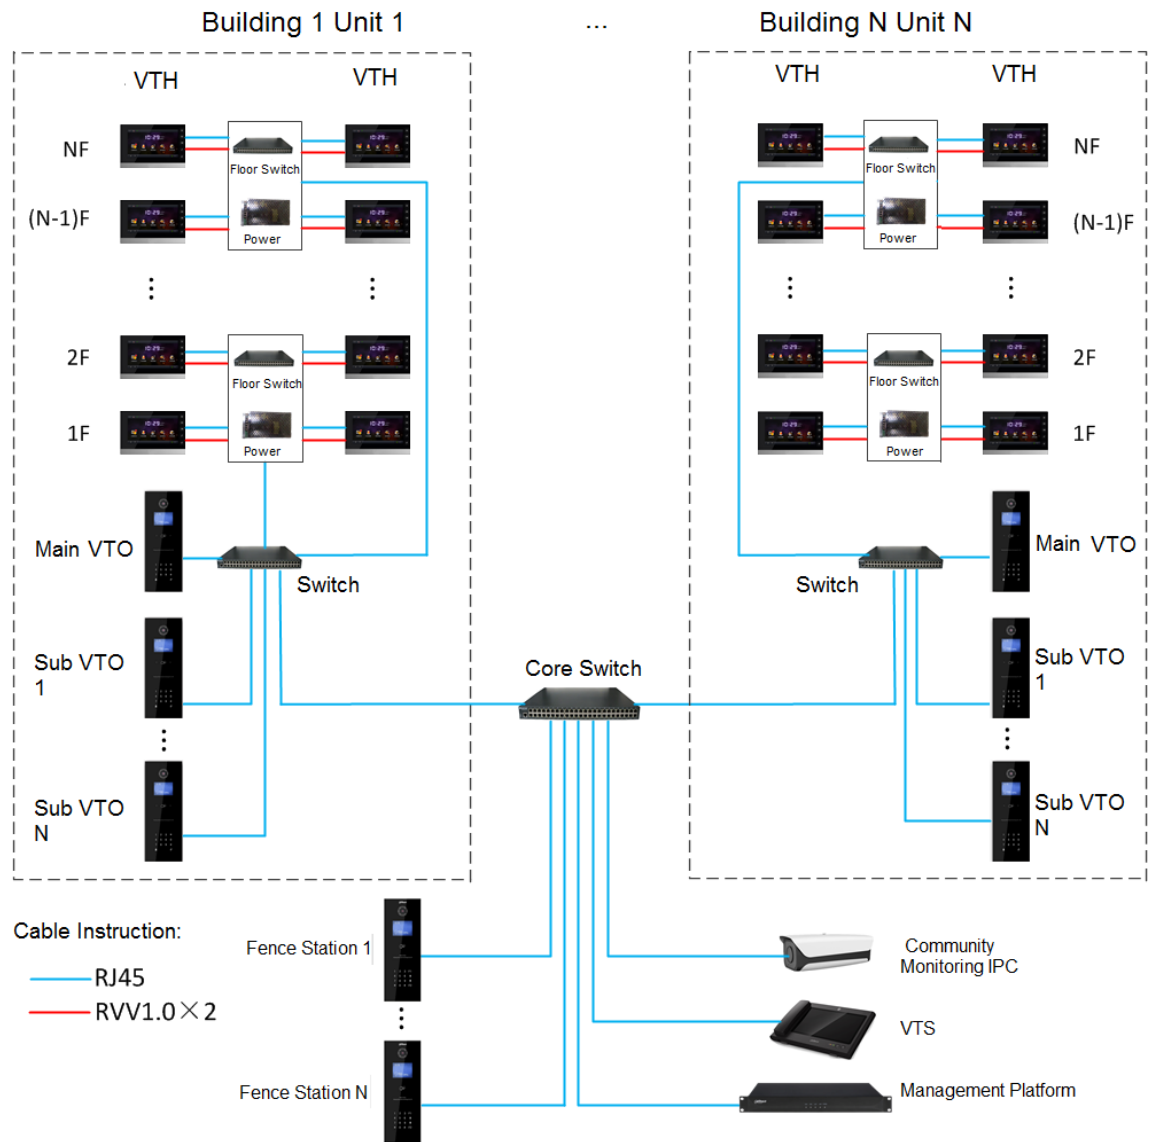 Building 1 Unit 1
...
Building N Unit N
VTH
VTH
VTH
VTH
NF
Floor Switch
Floor Switch
NF
(N-1)F
Power
Power
(N-1)F
2F
Floor Switch
Floor Switch
2F
1F
Power
Power
1F
Main VTO
Switch
Switch
Main VTO
Sub VTO
1
Core Switch
Sub VTO
1
Sub VTO
N
Sub VTO
N
Cable Instruction:
RJ45
RVV1.0×2
Fence Station 1
Community
Monitoring IPC
VTS
Fence Station N
Management Platform